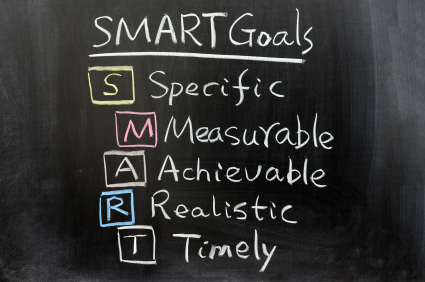 SMART Goals
S Specific
M Measurable
A Achievable
R Realistic
T Timely